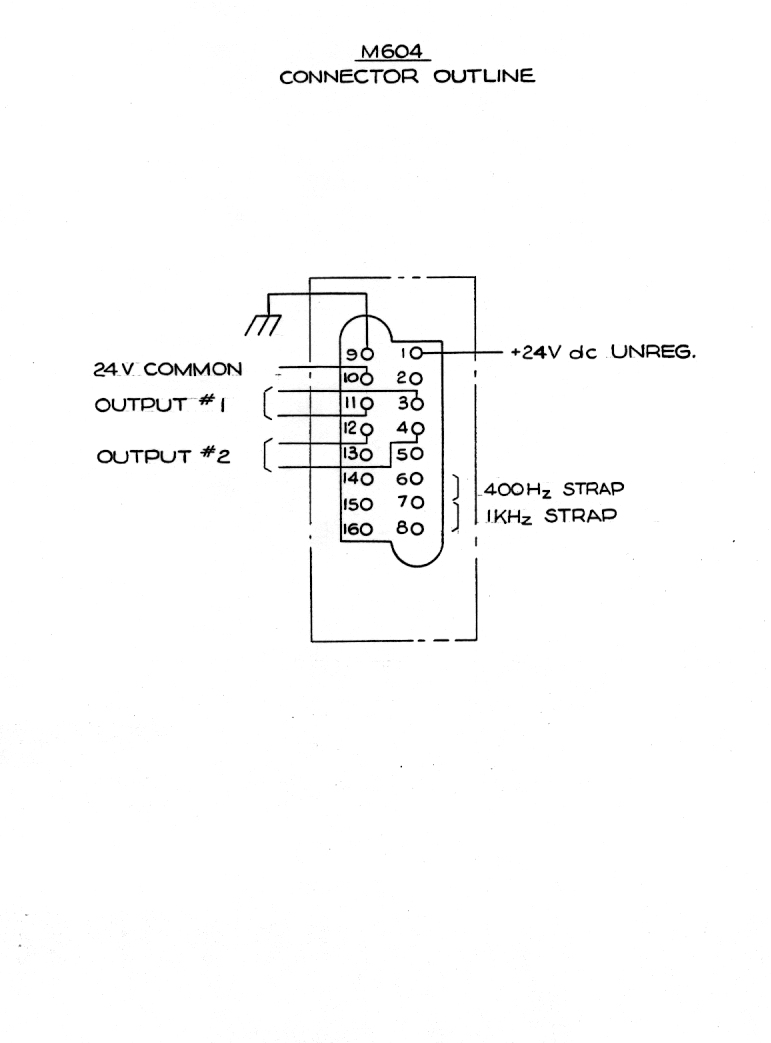 M604
CONNECTOR OUTLINE
9 1 +24V dc UNREG.
24V COMMON
10 2
OUTPUT #1
11 3
12 4
OUTPUT #2
13 5
14 6
400Hz STRAP
15 7
1KHz STRAP
16 8